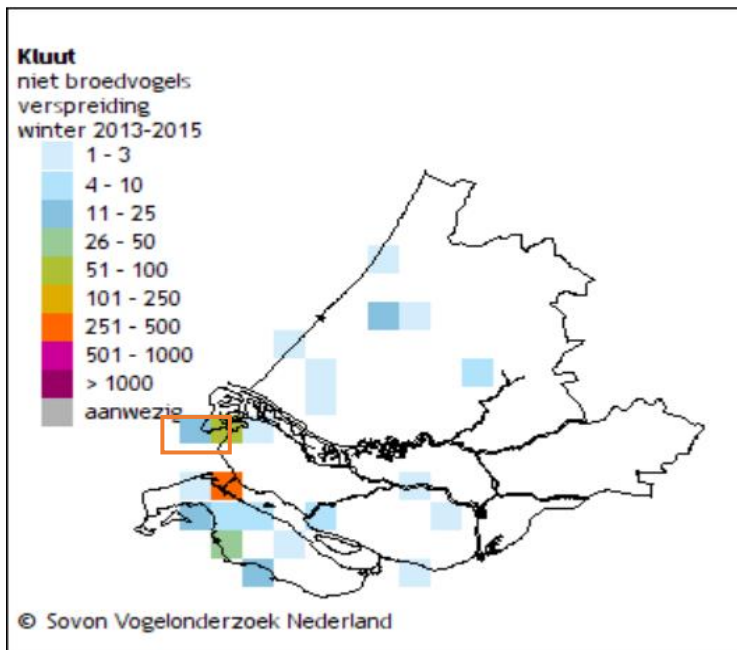 Kluut
niet broedvogels
verspreiding
winter 2013-2015
1 - 3
4 - 10
11 - 25
26 - 50
51 - 100
101 - 250
251 - 500
501 - 1000
> 1000
aanwezig
© Sovon Vogelonderzoek Nederland